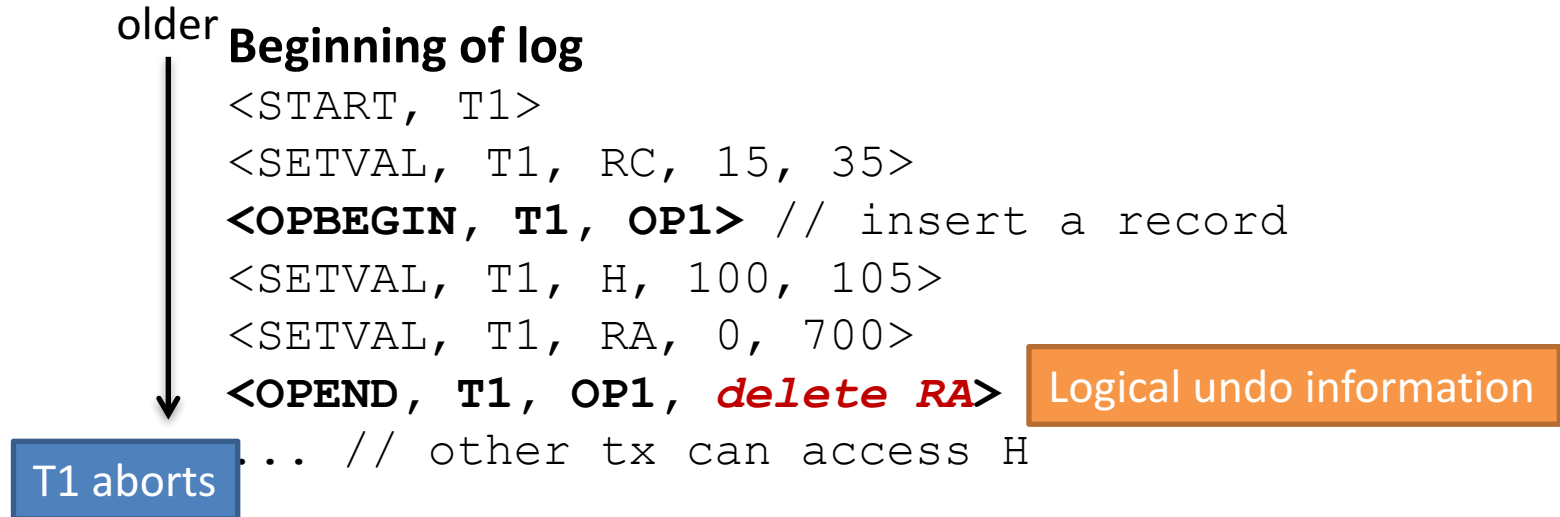 older
Beginning of log
<START, T1>
<SETVAL, T1, RC, 15, 35>
<OPBEGIN, T1, OP1> // insert a record
<SETVAL, T1, H, 100, 105>
<SETVAL, T1, RA, 0, 700>
<OPEND, T1, OP1, delete RA> Logical undo information
... // other tx can access H
T1 aborts